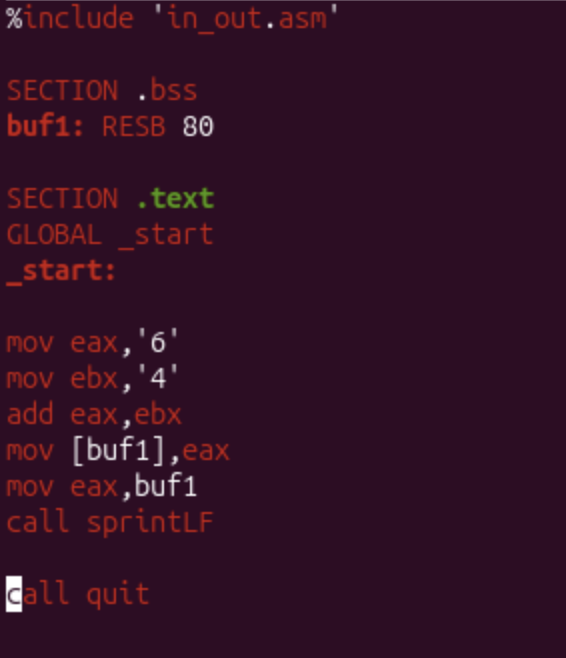 %include 'in_out.asm'
SECTION .bss
buf1: RESB 80
SECTION .text
GLOBAL _start
_start:
mov eax,'6'
mov ebx,'4'
add eax,ebx
mov [buf1],eax
mov eax,buf1
call sprintLF
call quit